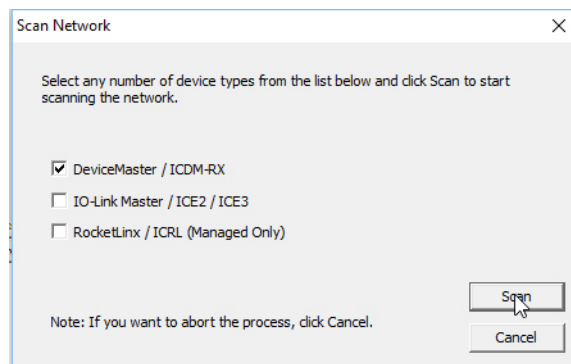 Scan Network
Select any number of device types from the list below and click Scan to start
scanning the network.
DeviceMaster / ICDM-RX
IO-Link Master / ICE2 / ICE3
RocketLinx / ICRL (Managed Only)
Scan
Note: If you want to abort the process, click Cancel.
Cancel